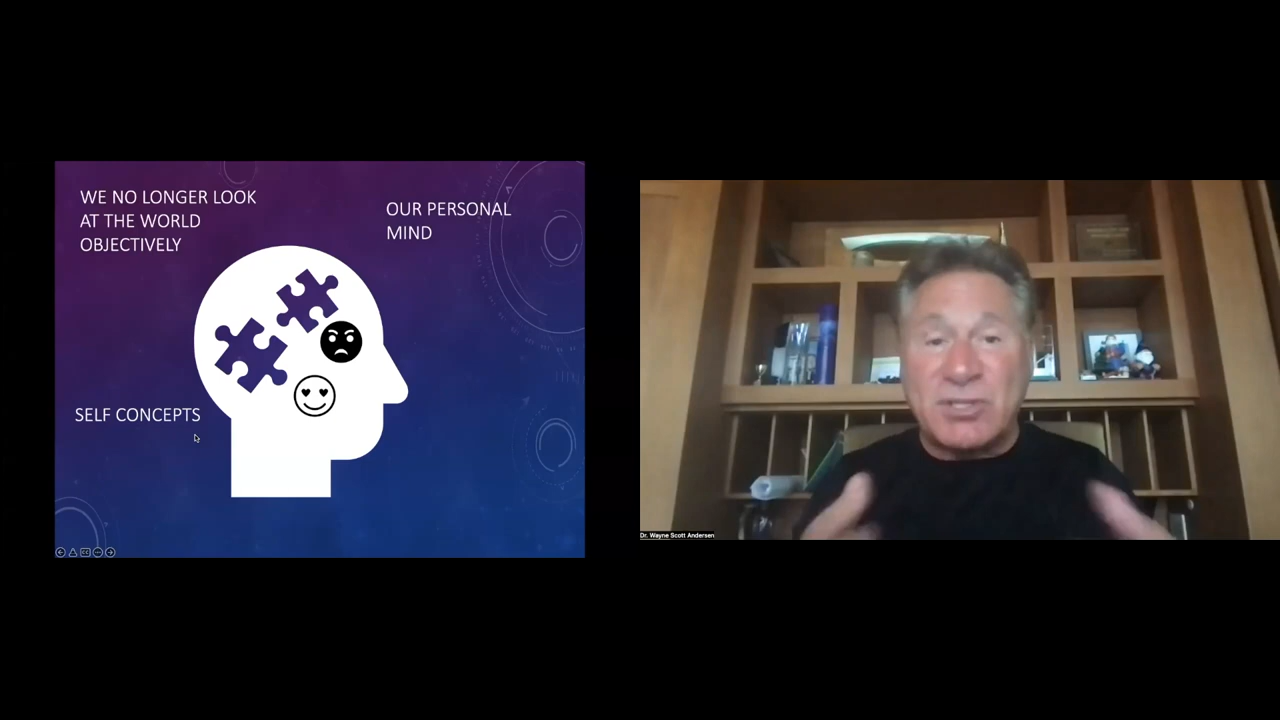 WE NO LONGER LOOK
AT THE WORLD
OBJECTIVELY
OUR PERSONAL
MIND
SELF CONCEPTS
Dr. Wayne Scott Andersen